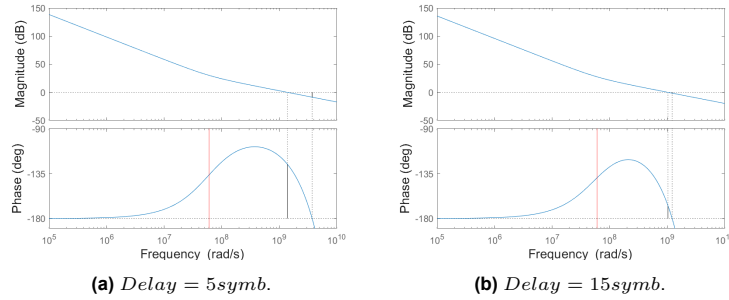 150
100
50
0
-50
Magnitude (dB)
-90
-135
-180
Phase (deg)
10^5 10^6 10^7 10^8 10^9 10^10
Frequency (rad/s)
(a) Delay = 5symb.
150
100
50
0
-50
Magnitude (dB)
-90
-135
-180
Phase (deg)
10^5 10^6 10^7 10^8 10^9 10^10
Frequency (rad/s)
(b) Delay = 15symb.